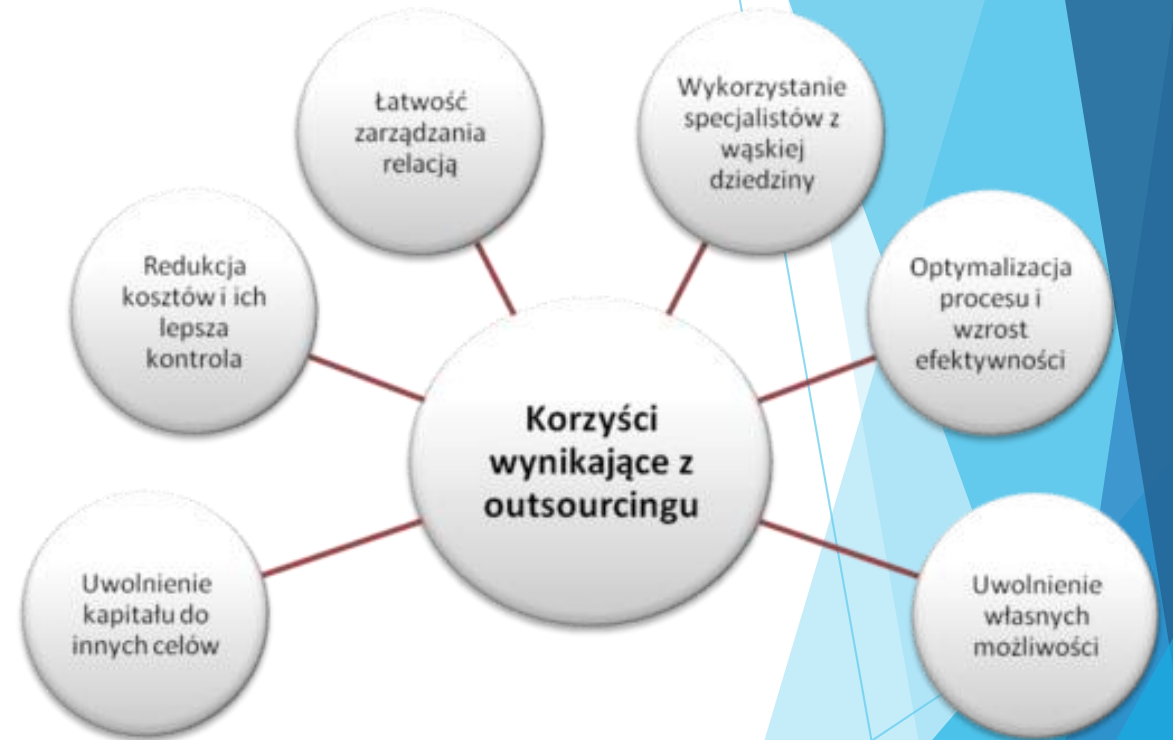 Łatwość
zarządzania
relacją
Wykorzystanie
specjalistów z
wąskiej
dziedziny
Redukcja
kosztów i ich
lepsza
kontrola
Optymalizacja
procesu i
wzrost
efektywności
Korzyści
wynikające z
outsourcingu
Uwolnienie
kapitału do
innych celów
Uwolnienie
własnych
możliwości